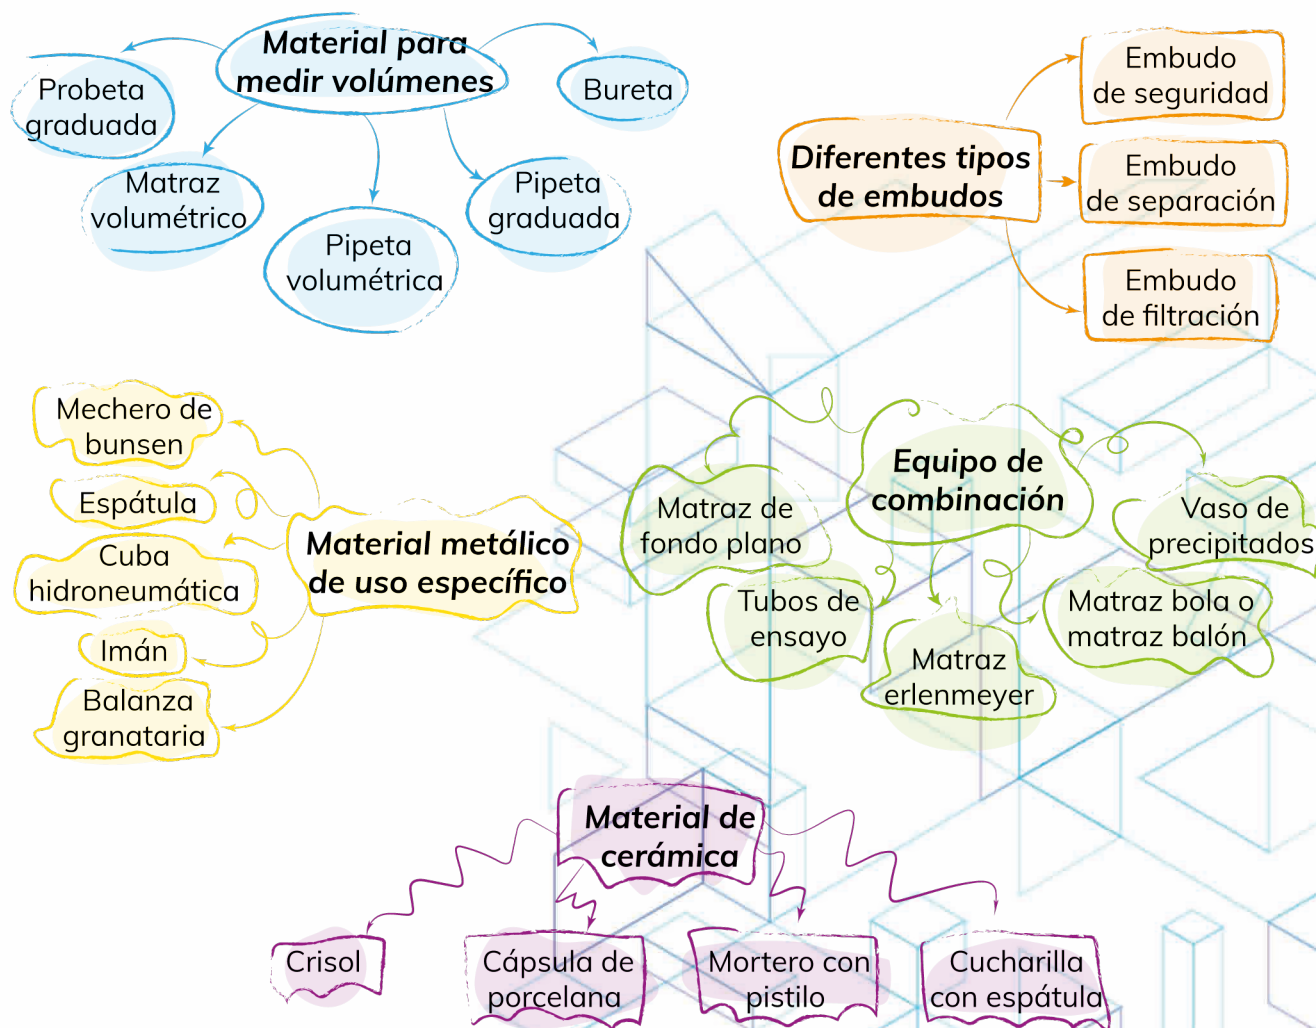 Material para
medir volúmenes
Probeta
graduada
Matraz
volumétrico
Pipeta
volumétrica
Pipeta
graduada
Bureta
Diferentes tipos
de embudos
Embudo
de seguridad
Embudo
de separación
Embudo
de filtración
Material metálico
de uso específico
Mechero de
bunsen
Espátula
Cuba
hidroneumática
Imán
Balanza
granataria
Equipo de
combinación
Matraz de
fondo plano
Tubos de
ensayo
Matraz
erlenmeyer
Matraz bola o
matraz balón
Vaso de
precipitados
Material de
cerámica
Crisol
Cápsula de
porcelana
Mortero con
pistilo
Cucharilla
con espátula